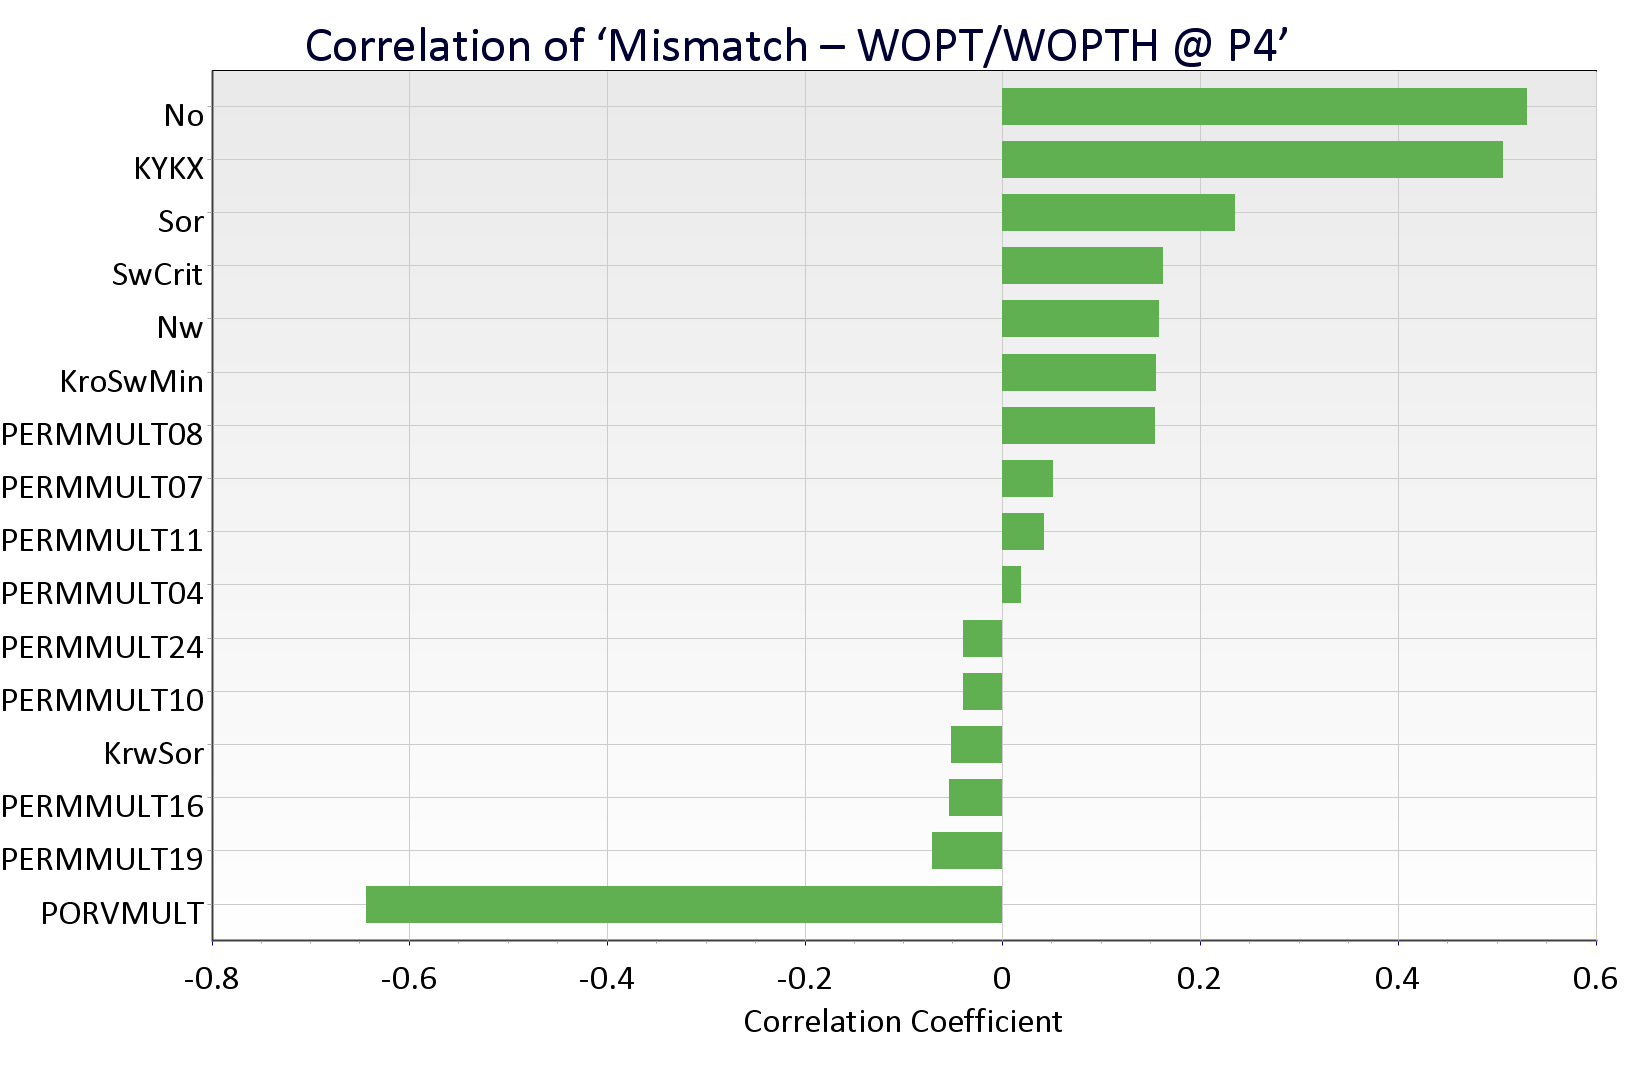 Correlation of ‘Mismatch – WOPT/WOPTH @ P4’
No
KYKX
Sor
SwCrit
Nw
KroSwMin
PERMMULT08
PERMMULT07
PERMMULT11
PERMMULT04
PERMMULT24
PERMMULT10
KrwSor
PERMMULT16
PERMMULT19
PORVMULT
-0.8 -0.6 -0.4 -0.2 0 0.2 0.4 0.6
Correlation Coefficient